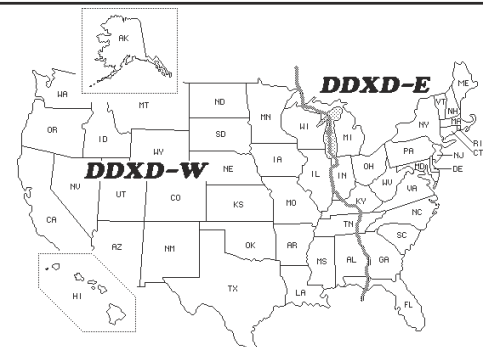 AK
DDXD-E
WA
MT
ND
MN
ME
VT
NH
OR
ID
SD
WI
MI
NY
MA
RI
CT
WY
DDXD-W
IA
PA
NJ
NE
OH
MD
DE
NV
UT
CO
IL
IN
WV
VA
CA
KS
MO
KY
NC
TN
AZ
NM
OK
AR
SC
HI
MS
AL
GA
TX
LA
FL